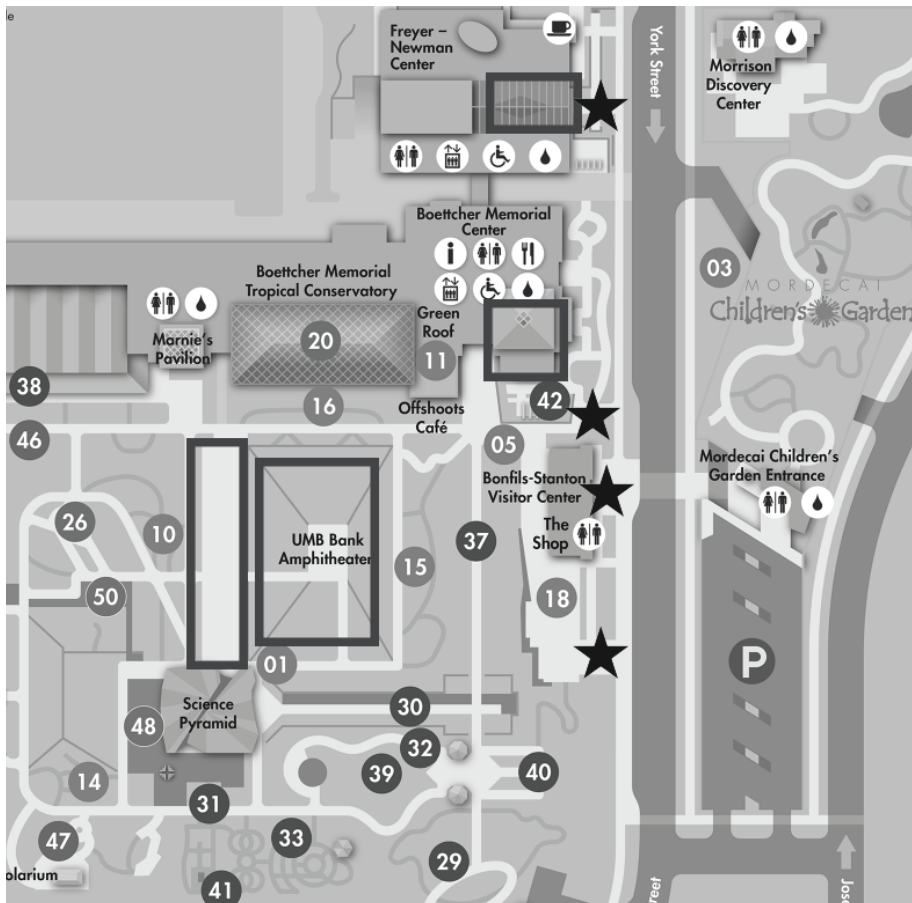 le
Freyer –
Newman
Center
York Street
Morrison
Discovery
Center
Boettcher Memorial
Center
03
MORDECAI
Children's Garden
Boettcher Memorial
Tropical Conservatory
Green
Roof
Marnie's
Pavilion
20
11
38
16
Offshoots
Café
42
46
05
Bonfils-Stanton
Visitor Center
Mordecai Children's
Garden Entrance
26
10
UMB Bank
Amphitheater
37
The
Shop
15
50
18
01
P
Science
Pyramid
48
30
32
39
40
14
31
47
33
29
olarium
41
Street
Jose